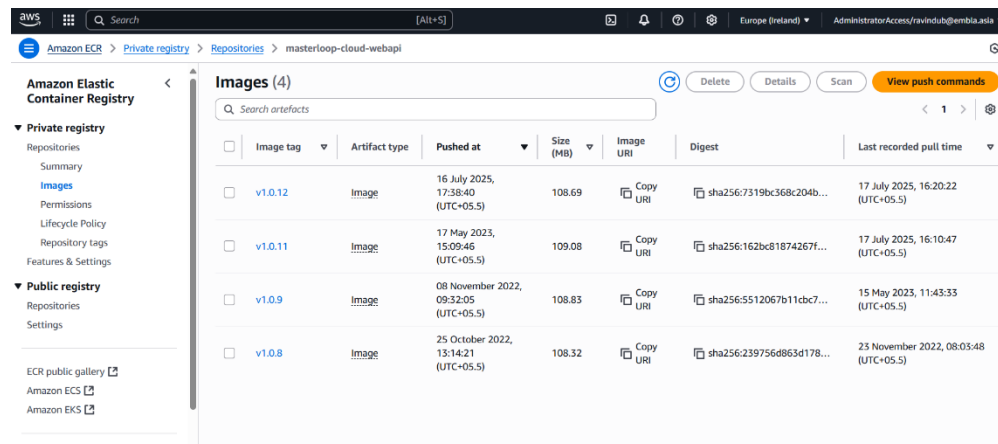 aws
Search
[Alt+S]
Europe (Ireland)
AdministratorAccess/ravindub@embla.asia
Amazon ECR > Private registry > Repositories > masterloop-cloud-webapi
Amazon Elastic
Container Registry
Private registry
Repositories
Summary
Images
Permissions
Lifecycle Policy
Repository tags
Features & Settings
Public registry
Repositories
Settings
ECR public gallery
Amazon ECS
Amazon EKS
Images (4)
Delete
Details
Scan
View push commands
Search artefacts
< 1 >
Image tag
Artifact type
Pushed at
Size
(MB)
Image
URI
Digest
Last recorded pull time
v1.0.12
Image
16 July 2025,
17:38:40
(UTC+05.5)
108.69
Copy
URI
sha256:7319bc368c204b...
17 July 2025, 16:20:22
(UTC+05.5)
v1.0.11
Image
17 May 2023,
15:09:46
(UTC+05.5)
109.08
Copy
URI
sha256:162bc81874267f...
17 July 2025, 16:10:47
(UTC+05.5)
v1.0.9
Image
08 November 2022,
09:32:05
(UTC+05.5)
108.83
Copy
URI
sha256:5512067b11cbc7...
15 May 2023, 11:43:33
(UTC+05.5)
v1.0.8
Image
25 October 2022,
13:14:21
(UTC+05.5)
108.32
Copy
URI
sha256:239756d863d178...
23 November 2022, 08:03:48
(UTC+05.5)